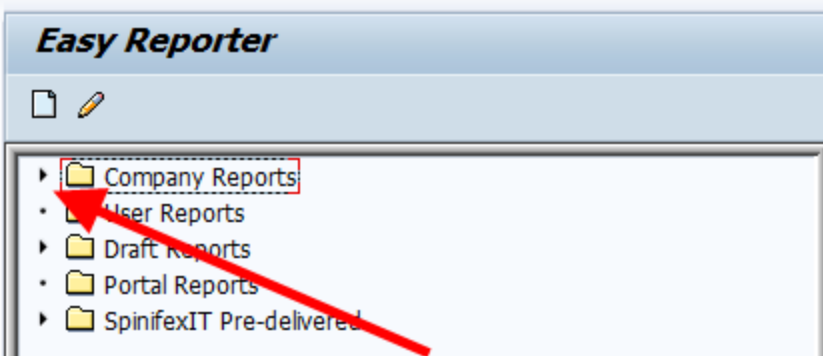 Easy Reporter
Company Reports
User Reports
Draft Reports
Portal Reports
SpinifexIT Pre-delivered